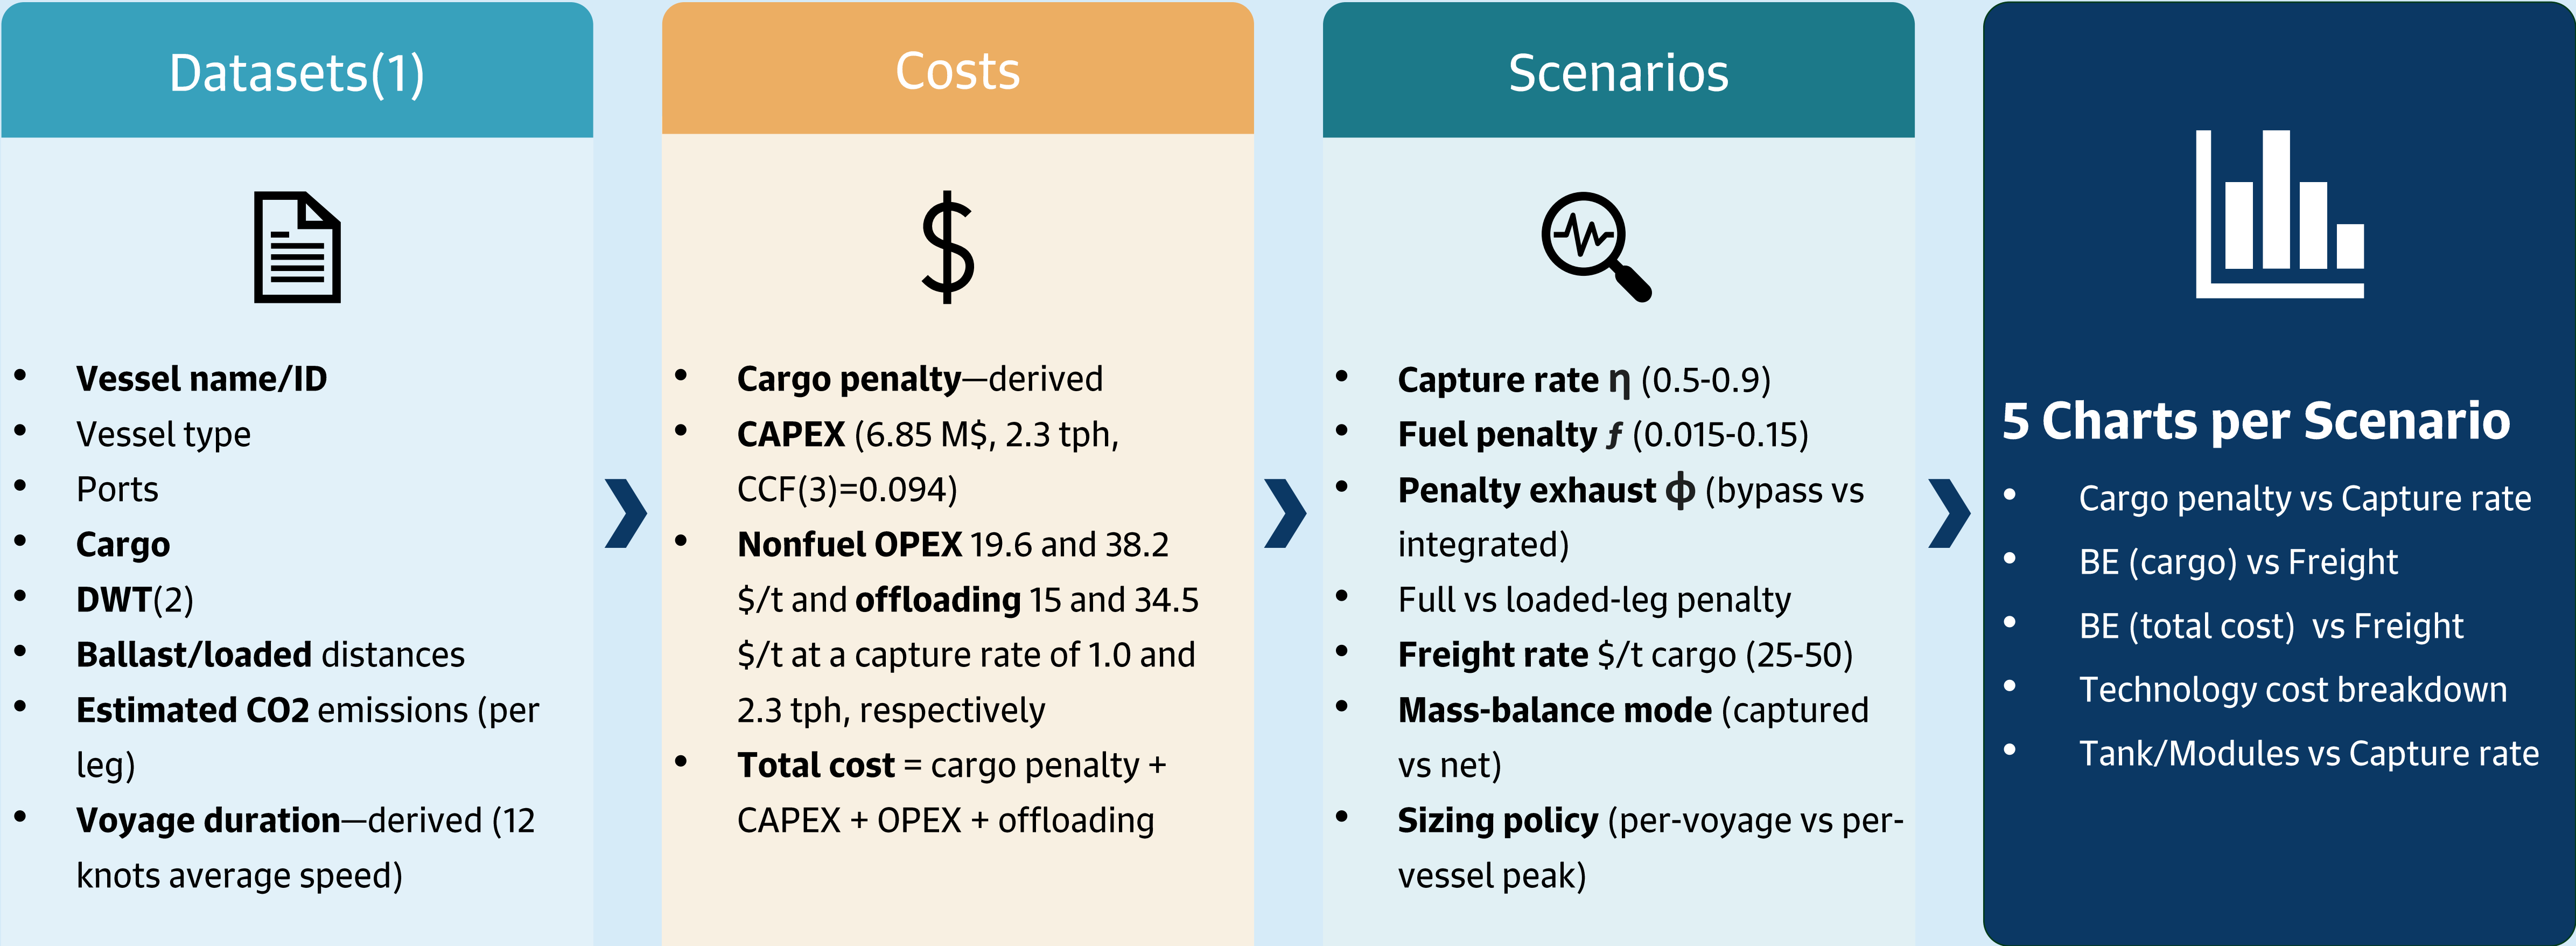 Datasets(1)
• Vessel name/ID
• Vessel type
• Ports
• Cargo
• DWT(2)
• Ballast/loaded distances
• Estimated CO2 emissions (per
leg)
• Voyage duration—derived (12
knots average speed)
Costs
• Cargo penalty—derived
• CAPEX (6.85 M$, 2.3 tph,
CCF(3)=0.094)
• Nonfuel OPEX 19.6 and 38.2
$/t and offloading 15 and 34.5
$/t at a capture rate of 1.0 and
2.3 tph, respectively
• Total cost = cargo penalty +
CAPEX + OPEX + offloading
Scenarios
• Capture rate η (0.5-0.9)
• Fuel penalty ƒ (0.015-0.15)
• Penalty exhaust ϕ (bypass vs
integrated)
• Full vs loaded-leg penalty
• Freight rate $/t cargo (25-50)
• Mass-balance mode (captured
vs net)
• Sizing policy (per-voyage vs per-
vessel peak)
5 Charts per Scenario
• Cargo penalty vs Capture rate
• BE (cargo) vs Freight
• BE (total cost)  vs Freight
• Technology cost breakdown
• Tank/Modules vs Capture rate